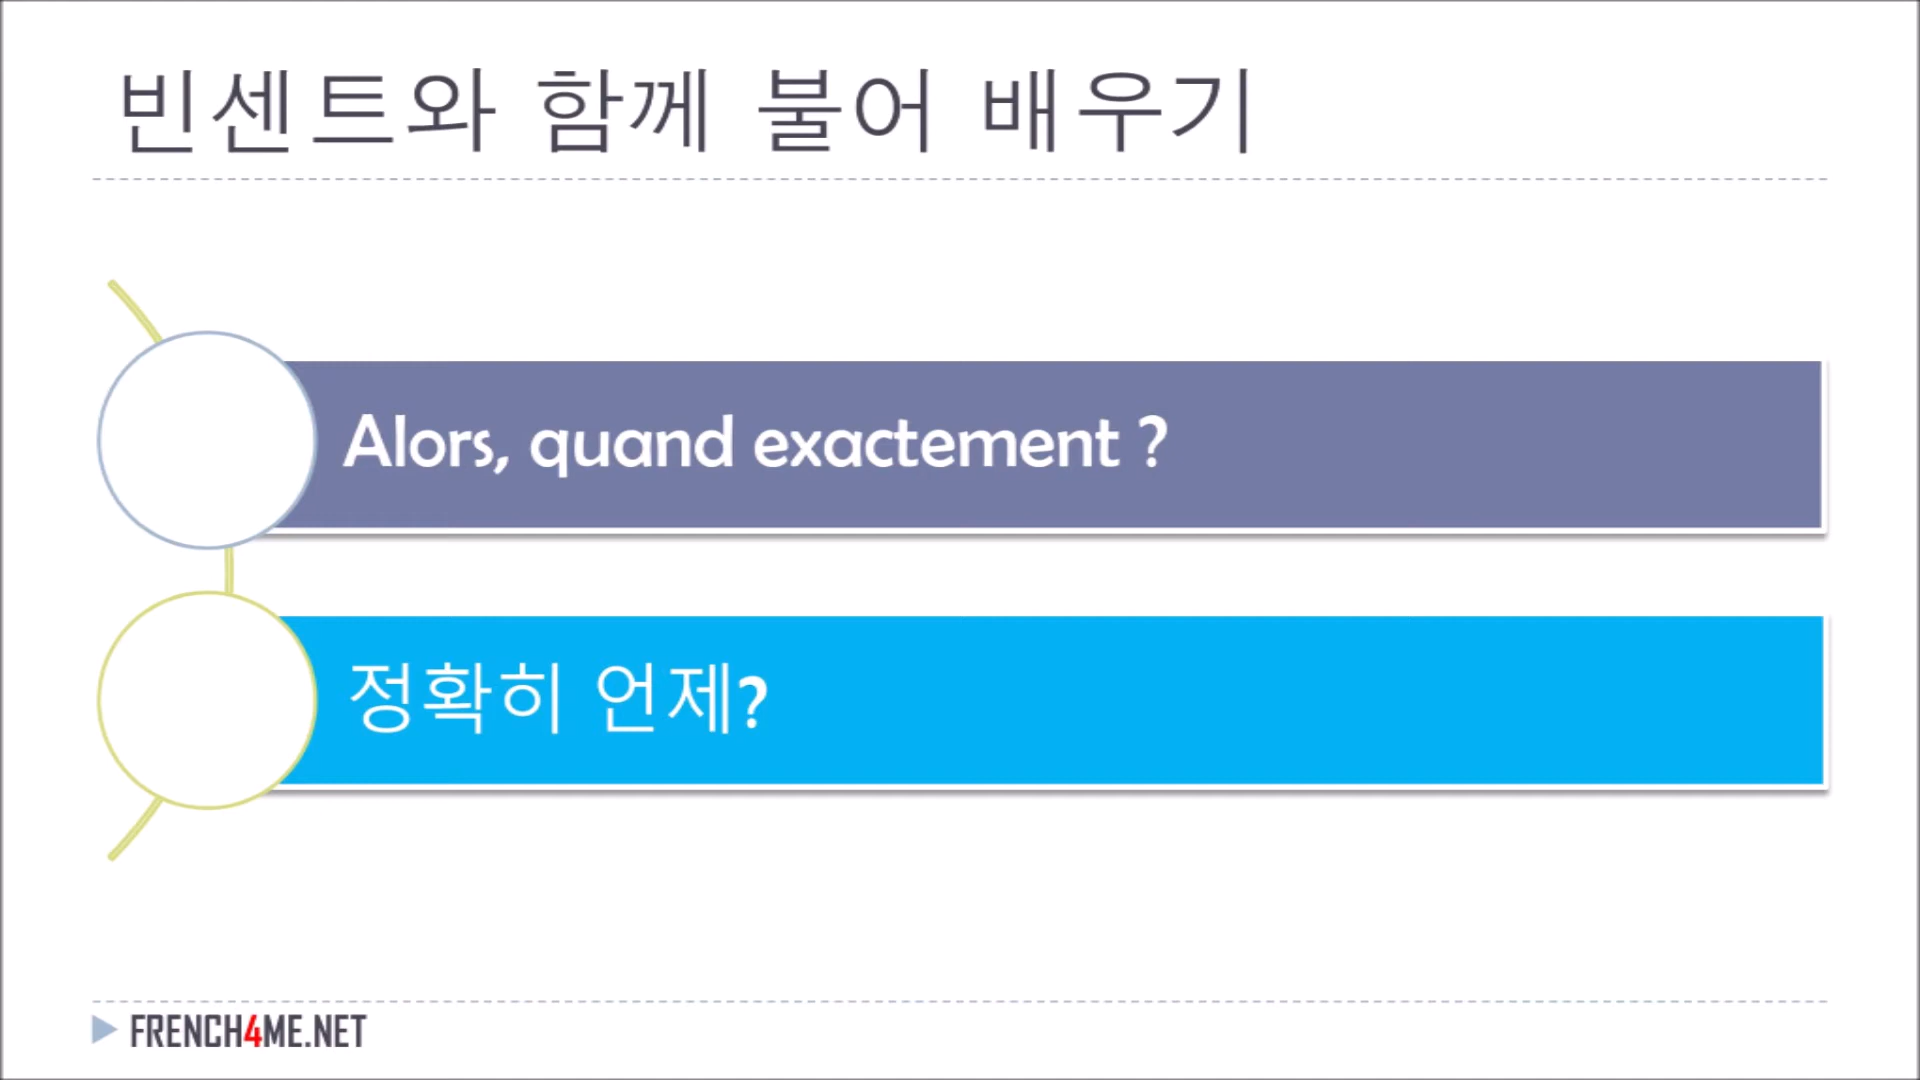 빈센트와 함께 불어 배우기
Alors, quand exactement ?
정확히 언제?
FRENCH4ME.NET